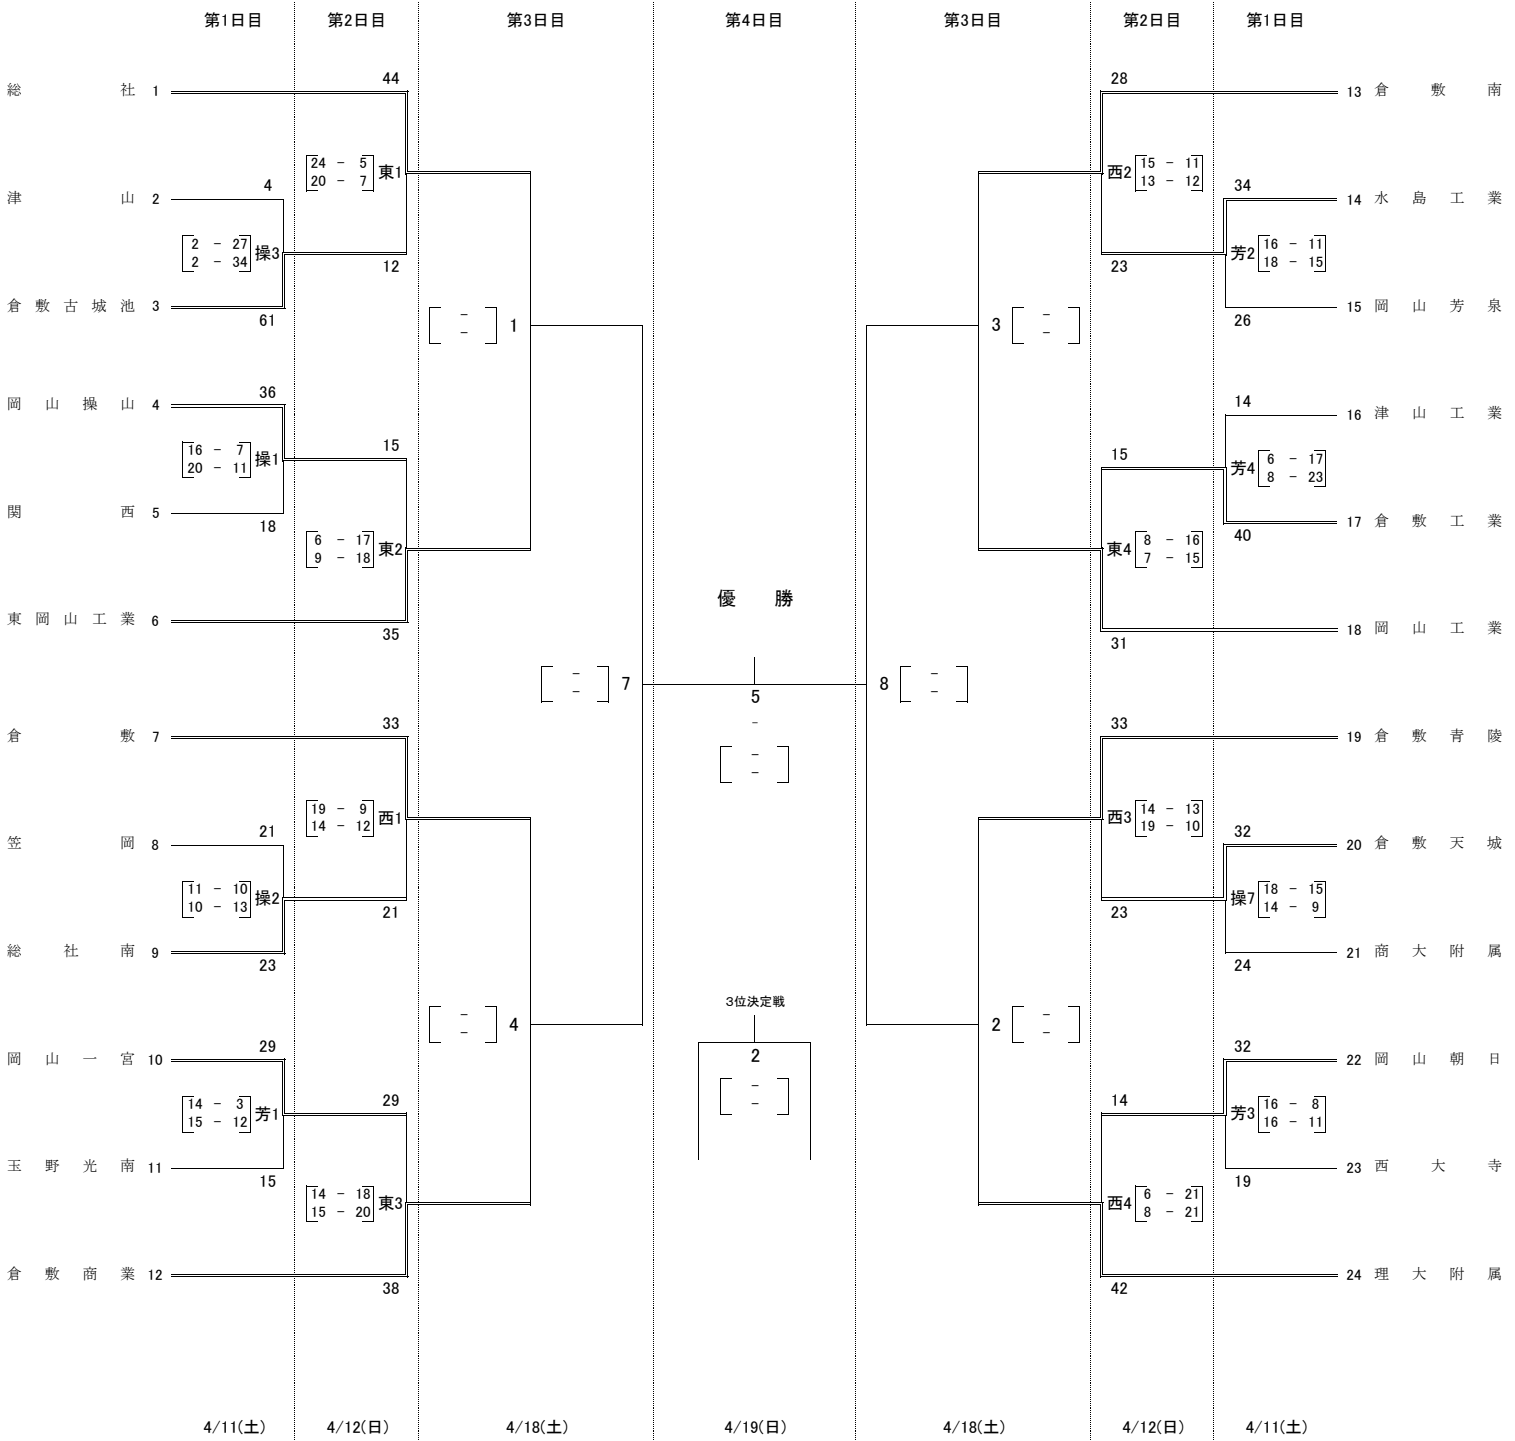 第1日目 第2日目 第3日目 第4日目 第3日目 第2日目 第1日目
44 28
総社 1 13 倉敷南
24 - 5 15 - 11
東1 西2
20 - 7 13 - 12
4 34
津山 2 14 水島工業
2 - 27 16 - 11
操3 芳2
2 - 34 18 - 15
12 23
倉敷古城池 3 15 岡山芳泉
61 26
- -
1 3
- -
36 14
岡山操山 4 16 津山工業
16 - 7 15 15 6 - 17
操1 芳4
20 - 11 8 - 23
関西 5 17 倉敷工業
18 40
6 - 17 8 - 16
東2 東4
9 - 18 7 - 15
優勝
東岡山工業 6 18 岡山工業
35 31
- -
7 8
- -
5
-
33 33
倉敷 7 19 倉敷青陵
-
-
19 - 9 14 - 13
西1 西3
14 - 12 19 - 10
21 32
笠岡 8 20 倉敷天城
11 - 10 18 - 15
操2 操7
10 - 13 14 - 9
21 23
総社南 9 21 商大附属
23 24
3位決定戦
- -
4 2
- -
29 32
岡山一宮 10 22 岡山朝日
2
-
-
29 14
14 - 3 16 - 8
芳1 芳3
15 - 12 16 - 11
玉野光南 11 23 西大寺
15 19
14 - 18 6 - 21
東3 西4
15 - 20 8 - 21
倉敷商業 12 24 理大附属
38 42
4/11(土) 4/12(日) 4/18(土) 4/19(日) 4/18(土) 4/12(日) 4/11(土)